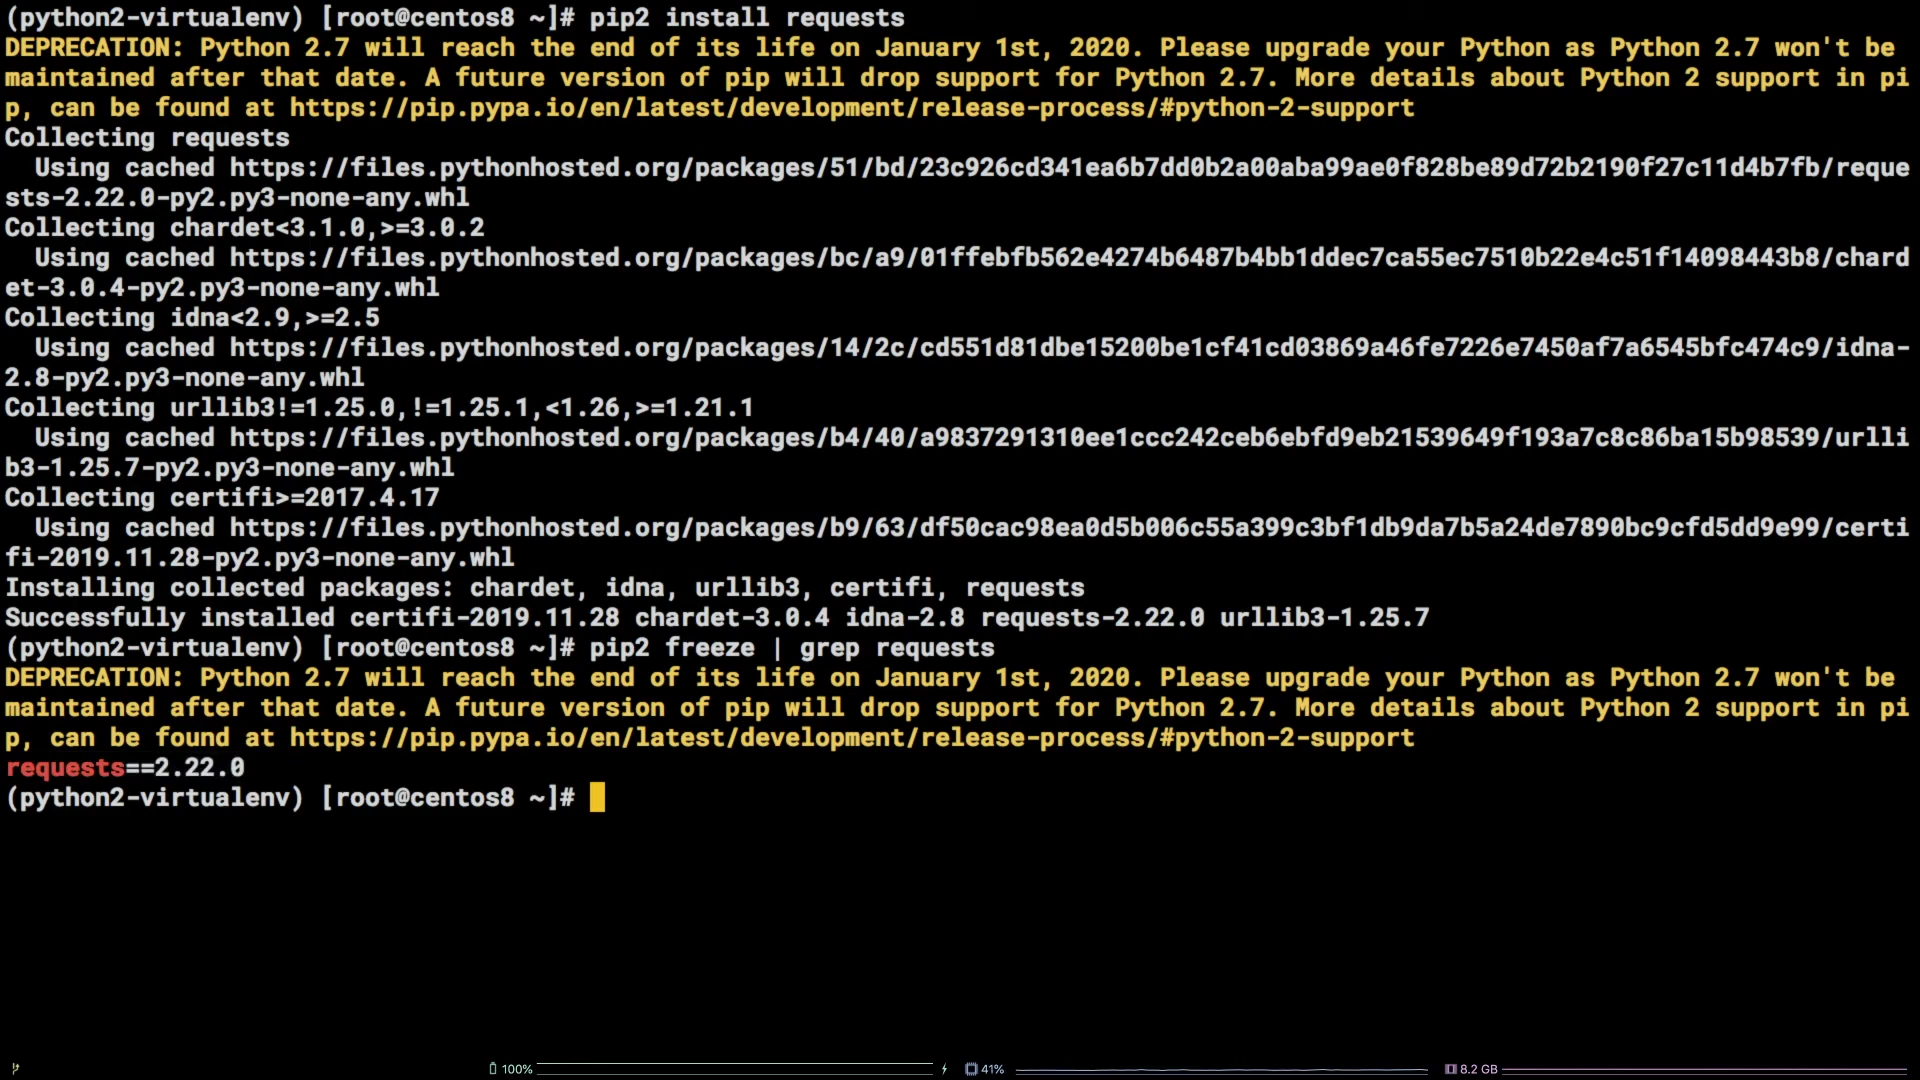 (python2-virtualenv) [root@centos8 ~]# pip2 install requests
DEPRECATION: Python 2.7 will reach the end of its life on January 1st, 2020. Please upgrade your Python as Python 2.7 won't be
maintained after that date. A future version of pip will drop support for Python 2.7. More details about Python 2 support in pi
p, can be found at https://pip.pypa.io/en/latest/development/release-process/#python-2-support
Collecting requests
  Using cached https://files.pythonhosted.org/packages/51/bd/23c926cd341ea6b7dd0b2a00aba99ae0f828be89d72b2190f27c11d4b7fb/reque
sts-2.22.0-py2.py3-none-any.whl
Collecting chardet<3.1.0,>=3.0.2
  Using cached https://files.pythonhosted.org/packages/bc/a9/01ffebfb562e4274b6487b4bb1ddec7ca55ec7510b22e4c51f14098443b8/chard
et-3.0.4-py2.py3-none-any.whl
Collecting idna<2.9,>=2.5
  Using cached https://files.pythonhosted.org/packages/14/2c/cd551d81dbe15200be1cf41cd03869a46fe7226e7450af7a6545bfc474c9/idna-
2.8-py2.py3-none-any.whl
Collecting urllib3!=1.25.0,!=1.25.1,<1.26,>=1.21.1
  Using cached https://files.pythonhosted.org/packages/b4/40/a9837291310ee1ccc242ceb6ebfd9eb21539649f193a7c8c86ba15b98539/urlli
b3-1.25.7-py2.py3-none-any.whl
Collecting certifi>=2017.4.17
  Using cached https://files.pythonhosted.org/packages/b9/63/df50cac98ea0d5b006c55a399c3bf1db9da7b5a24de7890bc9cfd5dd9e99/certi
fi-2019.11.28-py2.py3-none-any.whl
Installing collected packages: chardet, idna, urllib3, certifi, requests
Successfully installed certifi-2019.11.28 chardet-3.0.4 idna-2.8 requests-2.22.0 urllib3-1.25.7
(python2-virtualenv) [root@centos8 ~]# pip2 freeze | grep requests
DEPRECATION: Python 2.7 will reach the end of its life on January 1st, 2020. Please upgrade your Python as Python 2.7 won't be
maintained after that date. A future version of pip will drop support for Python 2.7. More details about Python 2 support in pi
p, can be found at https://pip.pypa.io/en/latest/development/release-process/#python-2-support
requests==2.22.0
(python2-virtualenv) [root@centos8 ~]#
100% 41% 8.2 GB